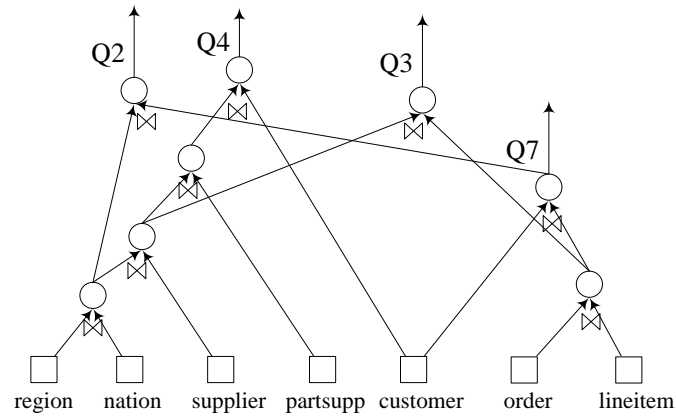 Q2
Q4
Q3
Q7
region nation supplier partsupp customer order lineitem